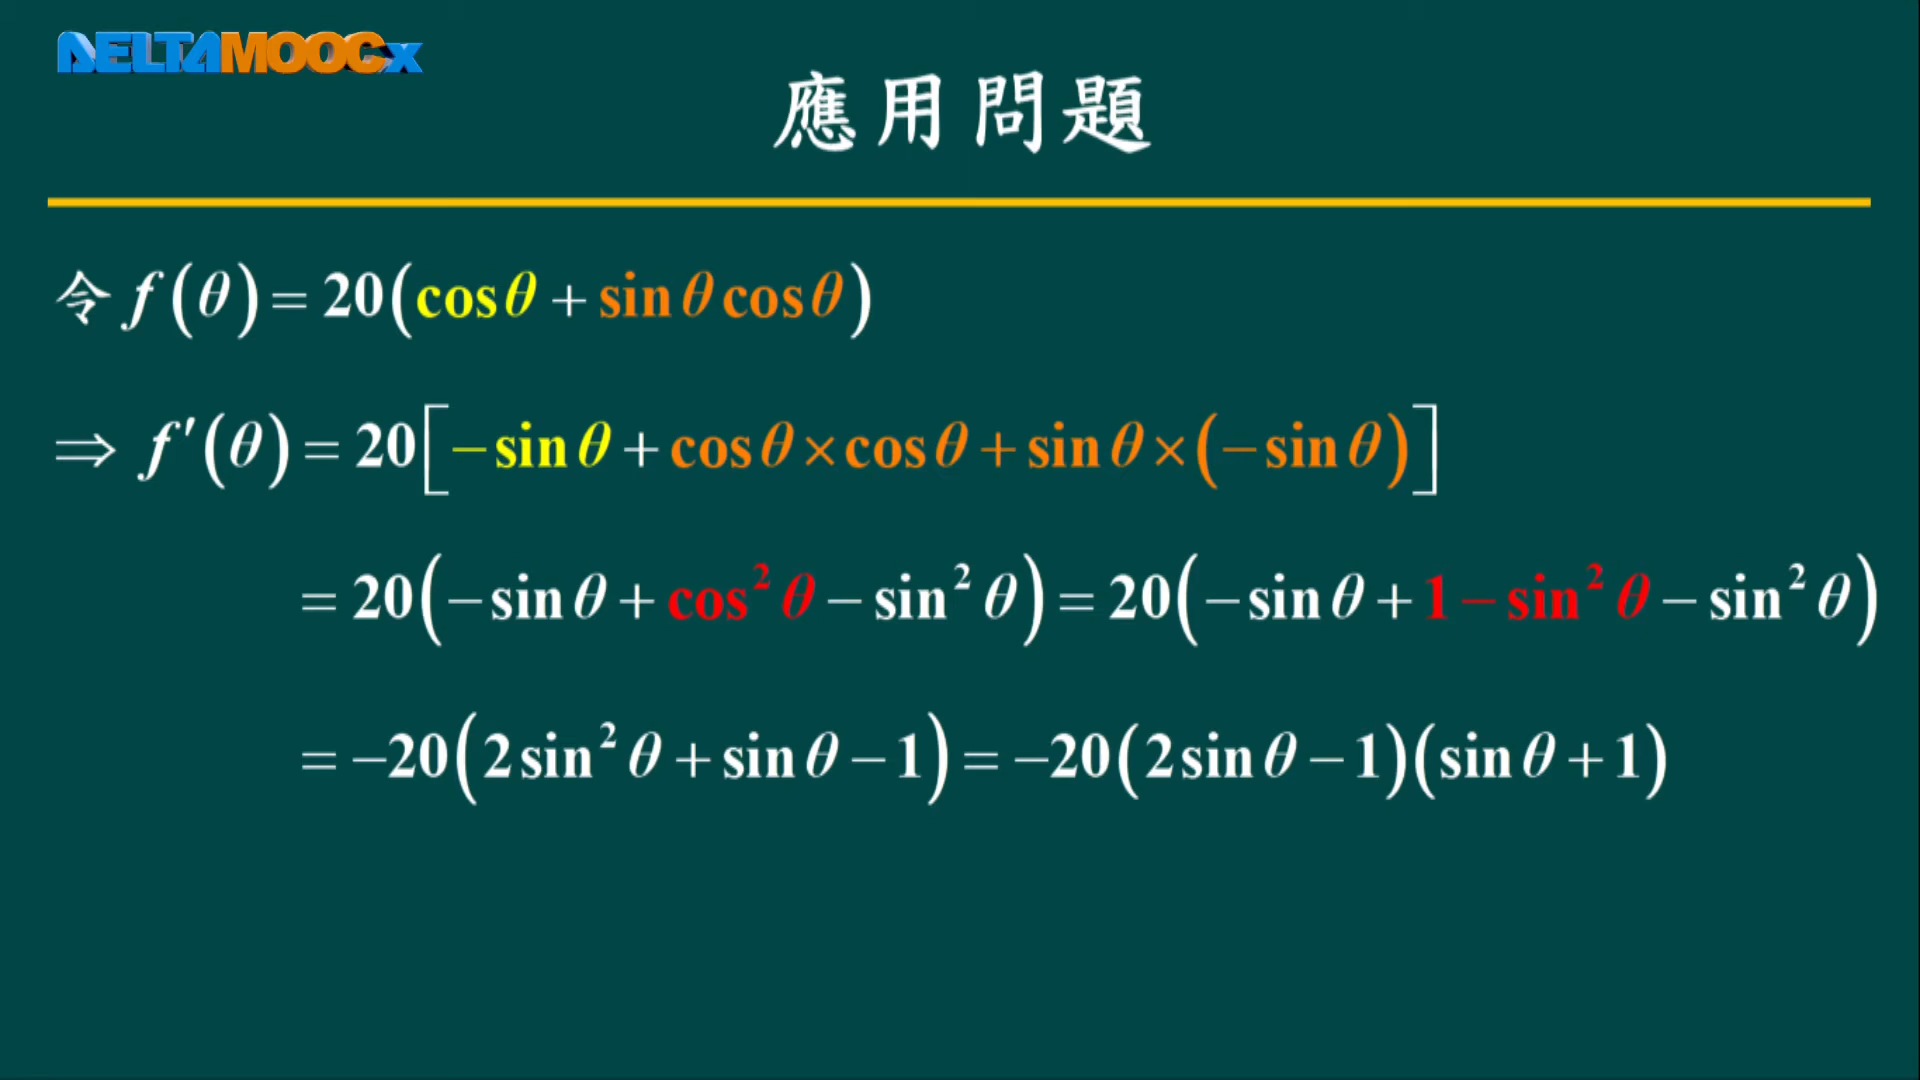 DELTAMOOCx
應用問題
令 f(θ) = 20(cosθ + sinθcosθ)
⇒ f′(θ) = 20[−sinθ + cosθ×cosθ + sinθ×(−sinθ)]
= 20(−sinθ + cos²θ − sin²θ) = 20(−sinθ + 1 − sin²θ − sin²θ)
= −20(2sin²θ + sinθ − 1) = −20(2sinθ − 1)(sinθ + 1)